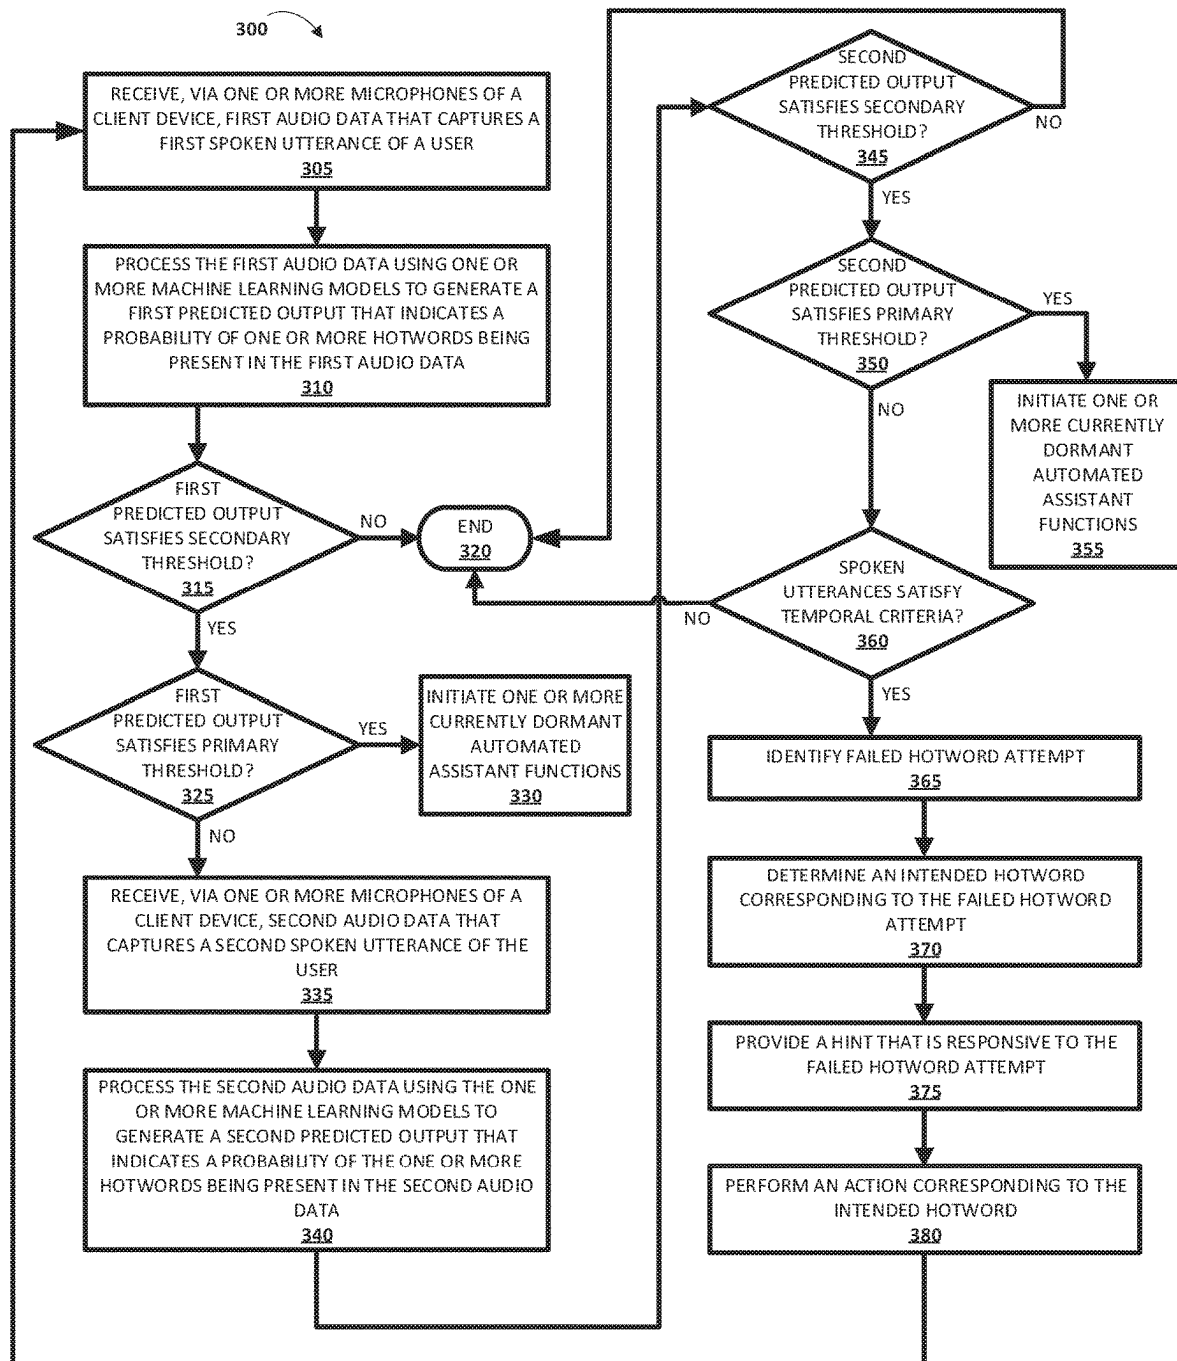 300
RECEIVE, VIA ONE OR MORE MICROPHONES OF A
CLIENT DEVICE, FIRST AUDIO DATA THAT CAPTURES A
FIRST SPOKEN UTTERANCE OF A USER
305
PROCESS THE FIRST AUDIO DATA USING ONE OR
MORE MACHINE LEARNING MODELS TO GENERATE A
FIRST PREDICTED OUTPUT THAT INDICATES A
PROBABILITY OF ONE OR MORE HOTWORDS BEING
PRESENT IN THE FIRST AUDIO DATA
310
FIRST
PREDICTED OUTPUT
SATISFIES SECONDARY
THRESHOLD?
315
NO
END
320
YES
FIRST
PREDICTED OUTPUT
SATISFIES PRIMARY
THRESHOLD?
325
YES
INITIATE ONE OR MORE
CURRENTLY DORMANT
AUTOMATED
ASSISTANT FUNCTIONS
330
NO
RECEIVE, VIA ONE OR MORE MICROPHONES OF A
CLIENT DEVICE, SECOND AUDIO DATA THAT
CAPTURES A SECOND SPOKEN UTTERANCE OF THE
USER
335
PROCESS THE SECOND AUDIO DATA USING THE ONE
OR MORE MACHINE LEARNING MODELS TO
GENERATE A SECOND PREDICTED OUTPUT THAT
INDICATES A PROBABILITY OF THE ONE OR MORE
HOTWORDS BEING PRESENT IN THE SECOND AUDIO
DATA
340
SECOND
PREDICTED OUTPUT
SATISFIES SECONDARY
THRESHOLD?
345
NO
YES
SECOND
PREDICTED OUTPUT
SATISFIES PRIMARY
THRESHOLD?
350
YES
INITIATE ONE OR
MORE CURRENTLY
DORMANT
AUTOMATED
ASSISTANT
FUNCTIONS
355
NO
SPOKEN
UTTERANCES SATISFY
TEMPORAL CRITERIA?
360
NO
YES
IDENTIFY FAILED HOTWORD ATTEMPT
365
DETERMINE AN INTENDED HOTWORD
CORRESPONDING TO THE FAILED HOTWORD
ATTEMPT
370
PROVIDE A HINT THAT IS RESPONSIVE TO THE
FAILED HOTWORD ATTEMPT
375
PERFORM AN ACTION CORRESPONDING TO THE
INTENDED HOTWORD
380